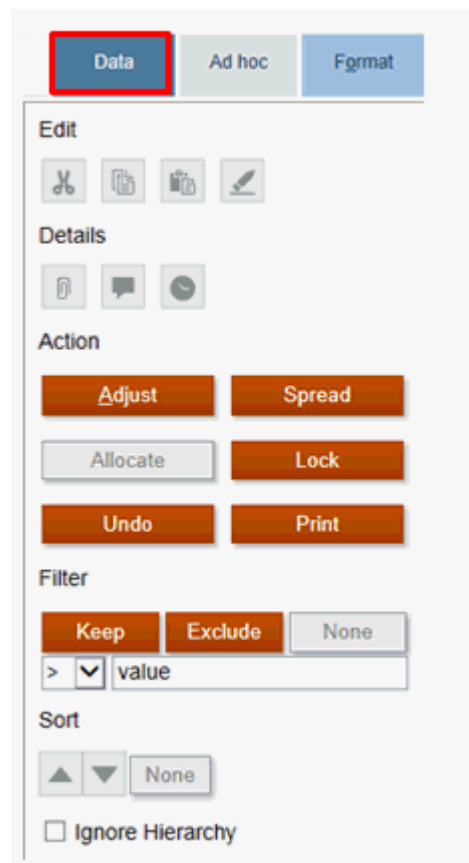 Data Ad hoc Format
Edit
Details
Action
Adjust Spread
Allocate Lock
Undo Print
Filter
Keep Exclude None
> value
Sort
None
Ignore Hierarchy